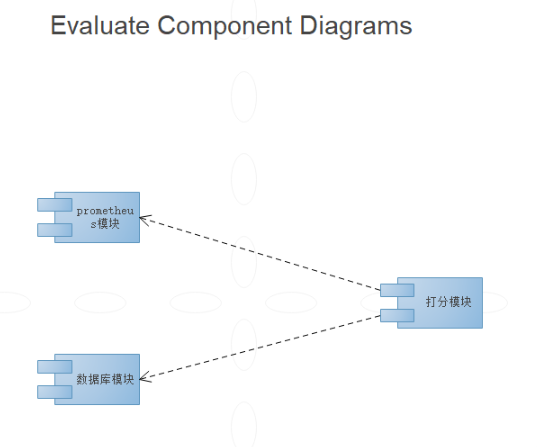 Evaluate Component Diagrams
prometheu
s模块
打分模块
数据库模块